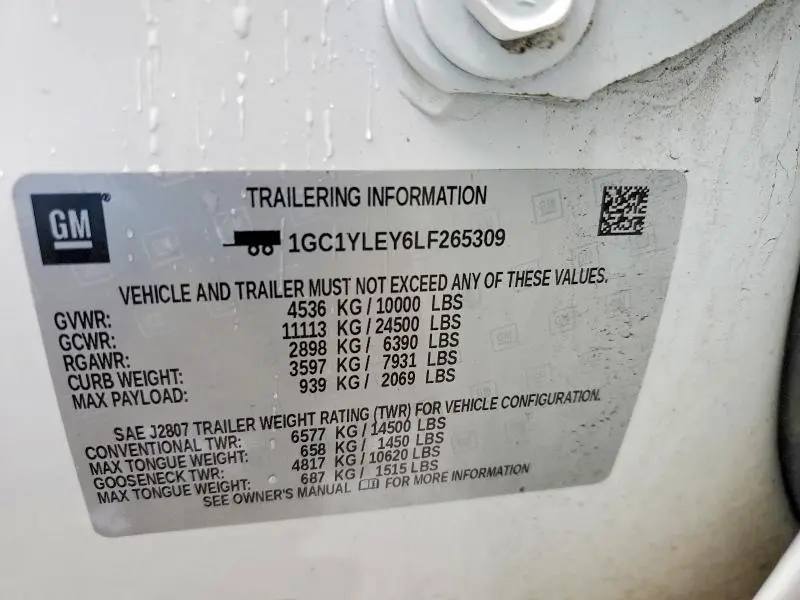 GM®
TRAILERING INFORMATION
1GC1YLEY6LF265309
VEHICLE AND TRAILER MUST NOT EXCEED ANY OF THESE VALUES.
GVWR: 4536 KG / 10000 LBS
GCWR: 11113 KG / 24500 LBS
RGAWR: 2898 KG / 6390 LBS
CURB WEIGHT: 3597 KG / 7931 LBS
MAX PAYLOAD: 939 KG / 2069 LBS
SAE J2807 TRAILER WEIGHT RATING (TWR) FOR VEHICLE CONFIGURATION.
CONVENTIONAL TWR: 6577 KG / 14500 LBS
MAX TONGUE WEIGHT: 658 KG / 1450 LBS
GOOSENECK TWR: 4817 KG / 10620 LBS
MAX TONGUE WEIGHT: 687 KG / 1515 LBS
SEE OWNER'S MANUAL FOR MORE INFORMATION